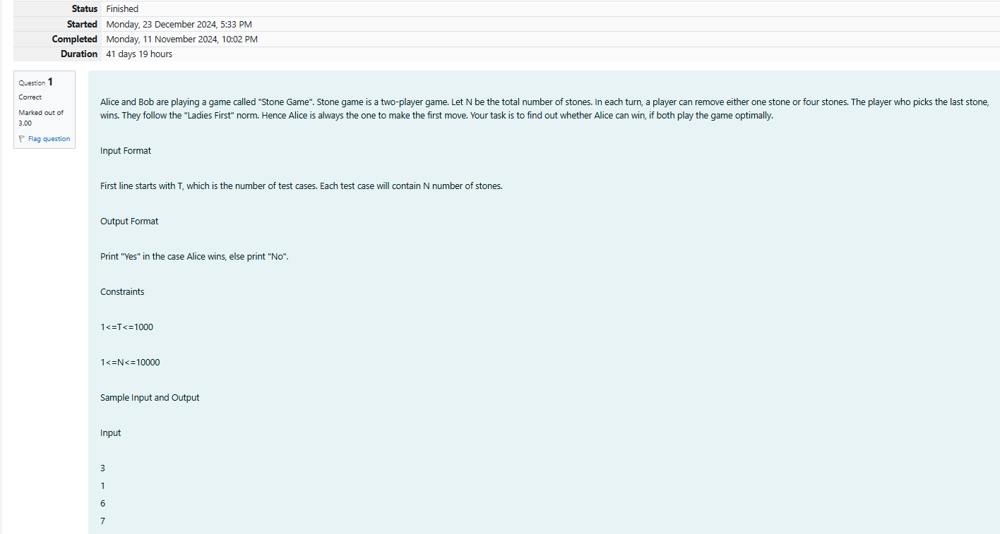 Status Finished
Started Monday, 23 December 2024, 5:33 PM
Completed Monday, 11 November 2024, 10:02 PM
Duration 41 days 19 hours
Question 1
Correct
Marked out of
3.00
Flag question
Alice and Bob are playing a game called "Stone Game". Stone game is a two-player game. Let N be the total number of stones. In each turn, a player can remove either one stone or four stones. The player who picks the last stone,
wins. They follow the "Ladies First" norm. Hence Alice is always the one to make the first move. Your task is to find out whether Alice can win, if both play the game optimally.
Input Format
First line starts with T, which is the number of test cases. Each test case will contain N number of stones.
Output Format
Print "Yes" in the case Alice wins, else print "No".
Constraints
1<=T<=1000
1<=N<=10000
Sample Input and Output
Input
3
1
6
7